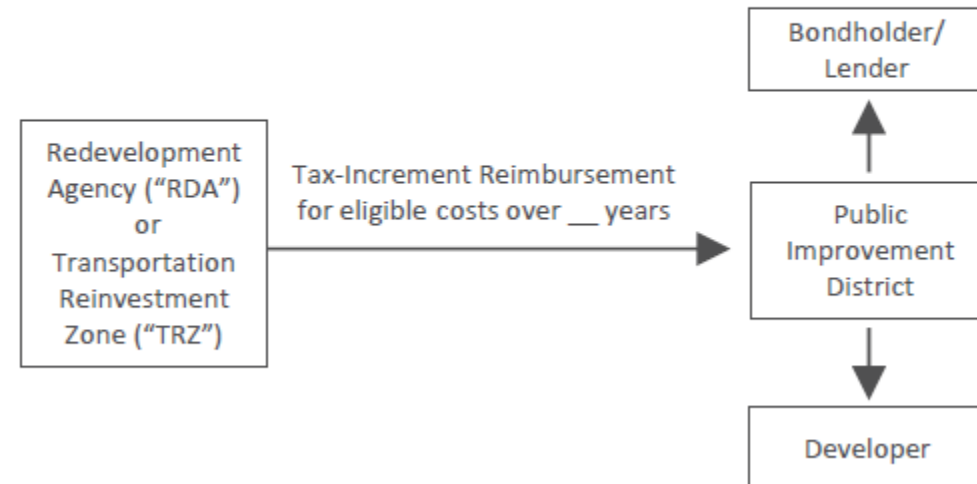 Bondholder/
Lender
Redevelopment
Agency (“RDA”)
or
Transportation
Reinvestment
Zone (“TRZ”)
Tax-Increment Reimbursement
for eligible costs over __ years
Public
Improvement
District
Developer